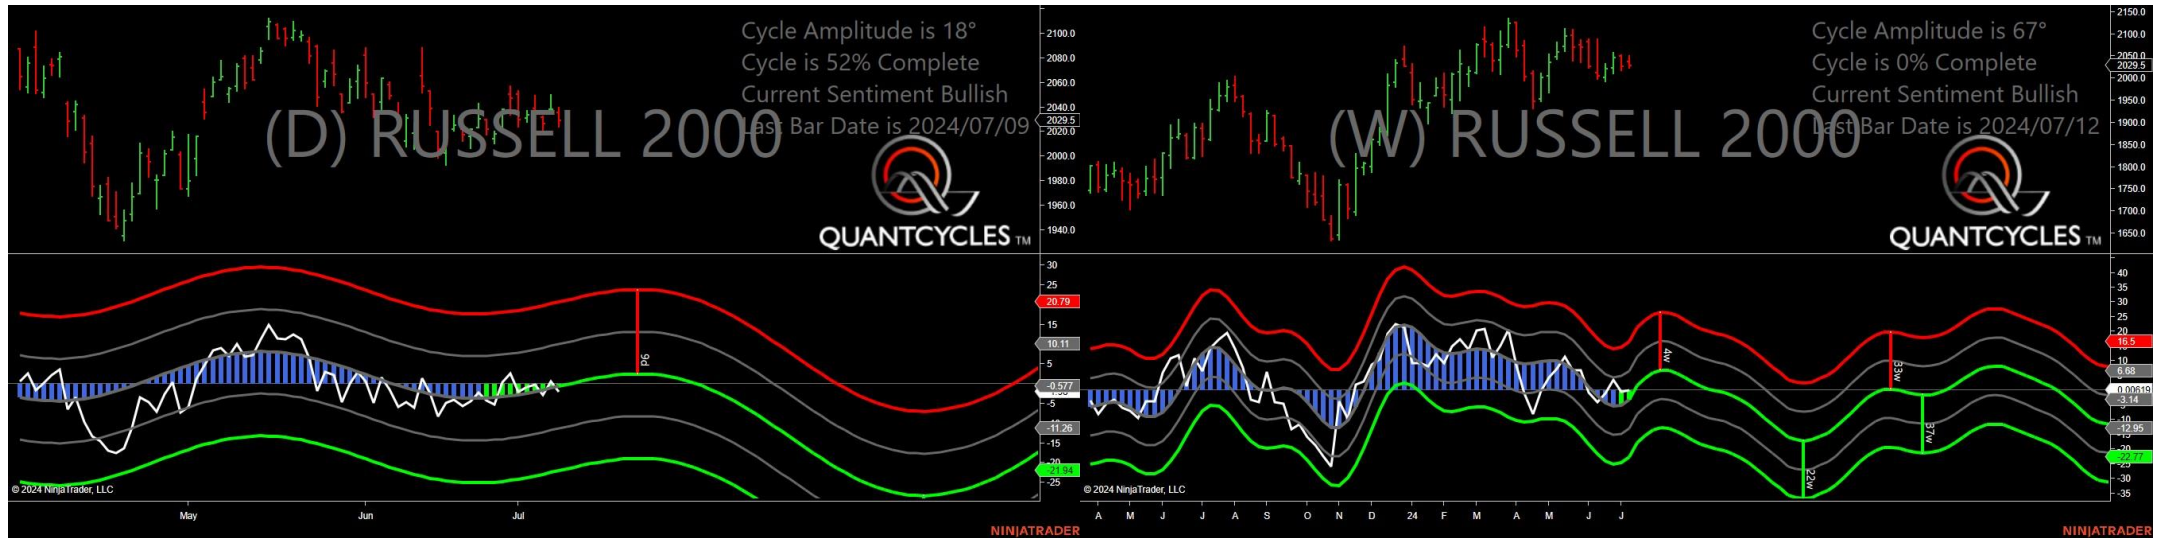 Cycle Amplitude is 18°
Cycle is 52% Complete
Current Sentiment Bullish
Last Bar Date is 2024/07/09
(D) RUSSELL 2000
QUANTCYCLES TM
2100.0
2080.0
2060.0
2040.0
2029.5
2020.0
2000.0
1980.0
1960.0
1940.0
30
25
20.79
15
10.11
5
-0.577
-5
-11.26
-15
-20
-21.94
-25
9d
© 2024 NinjaTrader, LLC
May Jun Jul
NINJATRADER
Cycle Amplitude is 67°
Cycle is 0% Complete
Current Sentiment Bullish
Last Bar Date is 2024/07/12
(W) RUSSELL 2000
QUANTCYCLES TM
2150.0
2100.0
2050.0
2029.5
2000.0
1950.0
1900.0
1850.0
1800.0
1750.0
1700.0
1650.0
40
35
30
25
20
16.5
10
6.68
0.00619
-3.14
-12.95
-15
-20
-22.77
-25
-30
-35
4w
33w
37w
22w
© 2024 NinjaTrader, LLC
A M J J A S O N D 24 F M A M J J
NINJATRADER